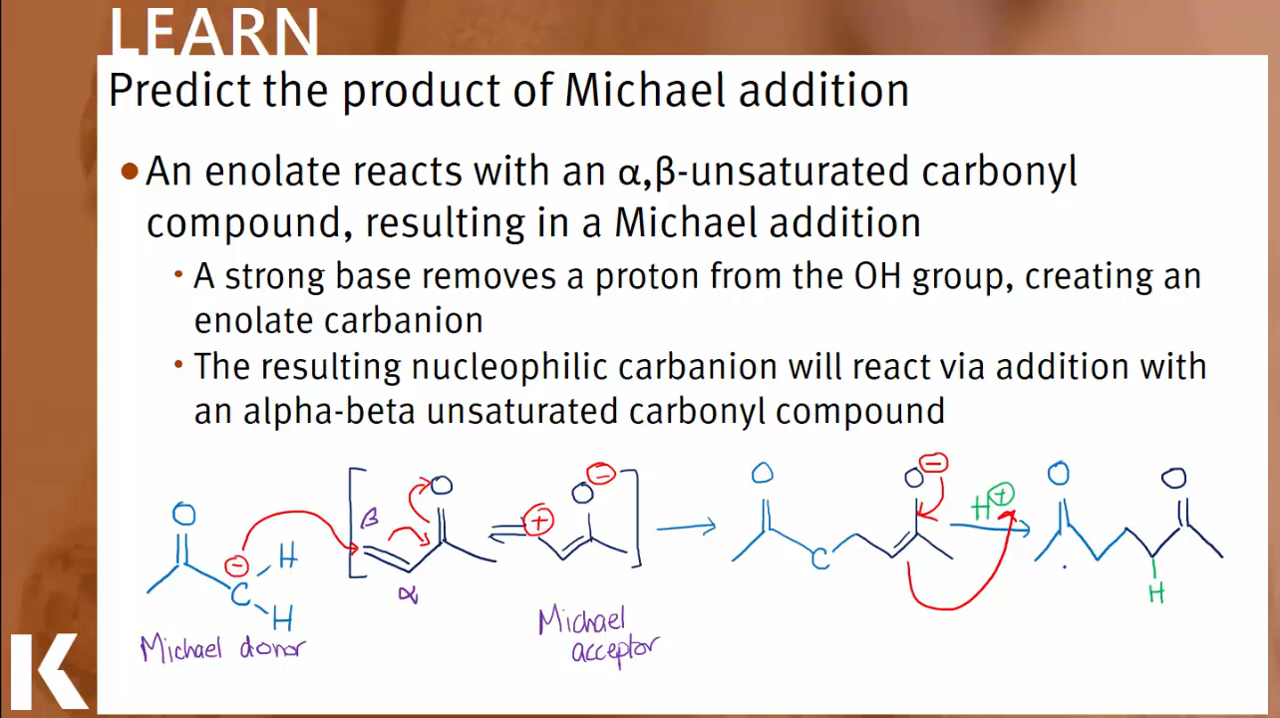 LEARN
Predict the product of Michael addition
•An enolate reacts with an α,β-unsaturated carbonyl
compound, resulting in a Michael addition
• A strong base removes a proton from the OH group, creating an
enolate carbanion
• The resulting nucleophilic carbanion will react via addition with
an alpha-beta unsaturated carbonyl compound
O ⊖ C H H
β α O
⊕ O ⊖
O C O ⊖
H ⊕
O O H
Michael donor
Michael
acceptor
K